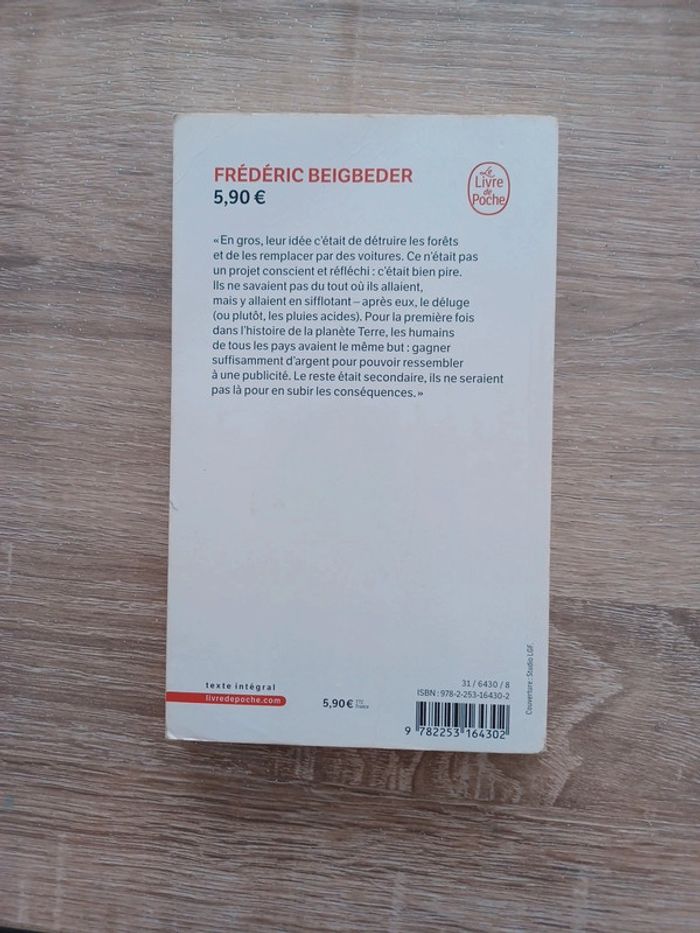 FRÉDÉRIC BEIGBEDER
5,90 €
Le
Livre
de
Poche
« En gros, leur idée c'était de détruire les forêts
et de les remplacer par des voitures. Ce n'était pas
un projet conscient et réfléchi : c'était bien pire.
Ils ne savaient pas du tout où ils allaient,
mais y allaient en sifflotant – après eux, le déluge
(ou plutôt, les pluies acides). Pour la première fois
dans l'histoire de la planète Terre, les humains
de tous les pays avaient le même but : gagner
suffisamment d'argent pour pouvoir ressembler
à une publicité. Le reste était secondaire, ils ne seraient
pas là pour en subir les conséquences. »
texte intégral
livredepoche.com
5,90 € TTC
France
31 / 6430 / 8
ISBN : 978-2-253-16430-2
9 782253 164302
Couverture : Studio LGF.